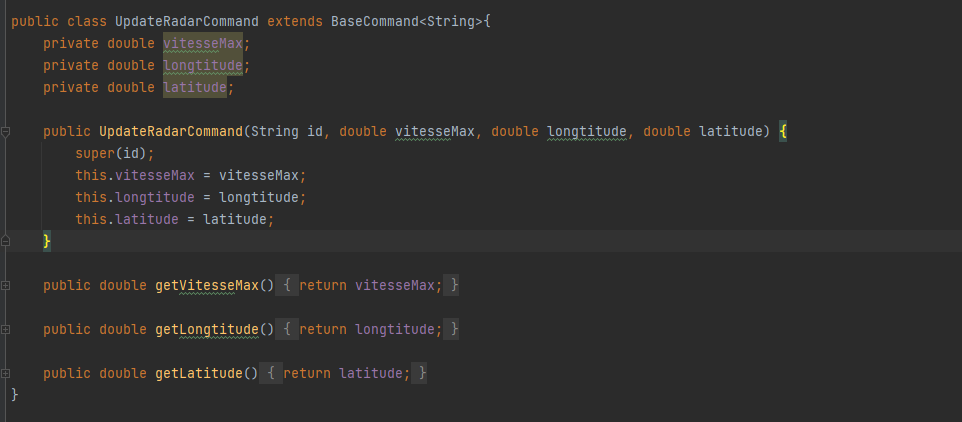 public class UpdateRadarCommand extends BaseCommand<String>{
    private double vitesseMax;
    private double longtitude;
    private double latitude;
    public UpdateRadarCommand(String id, double vitesseMax, double longtitude, double latitude) {
        super(id);
        this.vitesseMax = vitesseMax;
        this.longtitude = longtitude;
        this.latitude = latitude;
    }
    public double getVitesseMax() { return vitesseMax; }
    public double getLongtitude() { return longtitude; }
    public double getLatitude() { return latitude; }
}